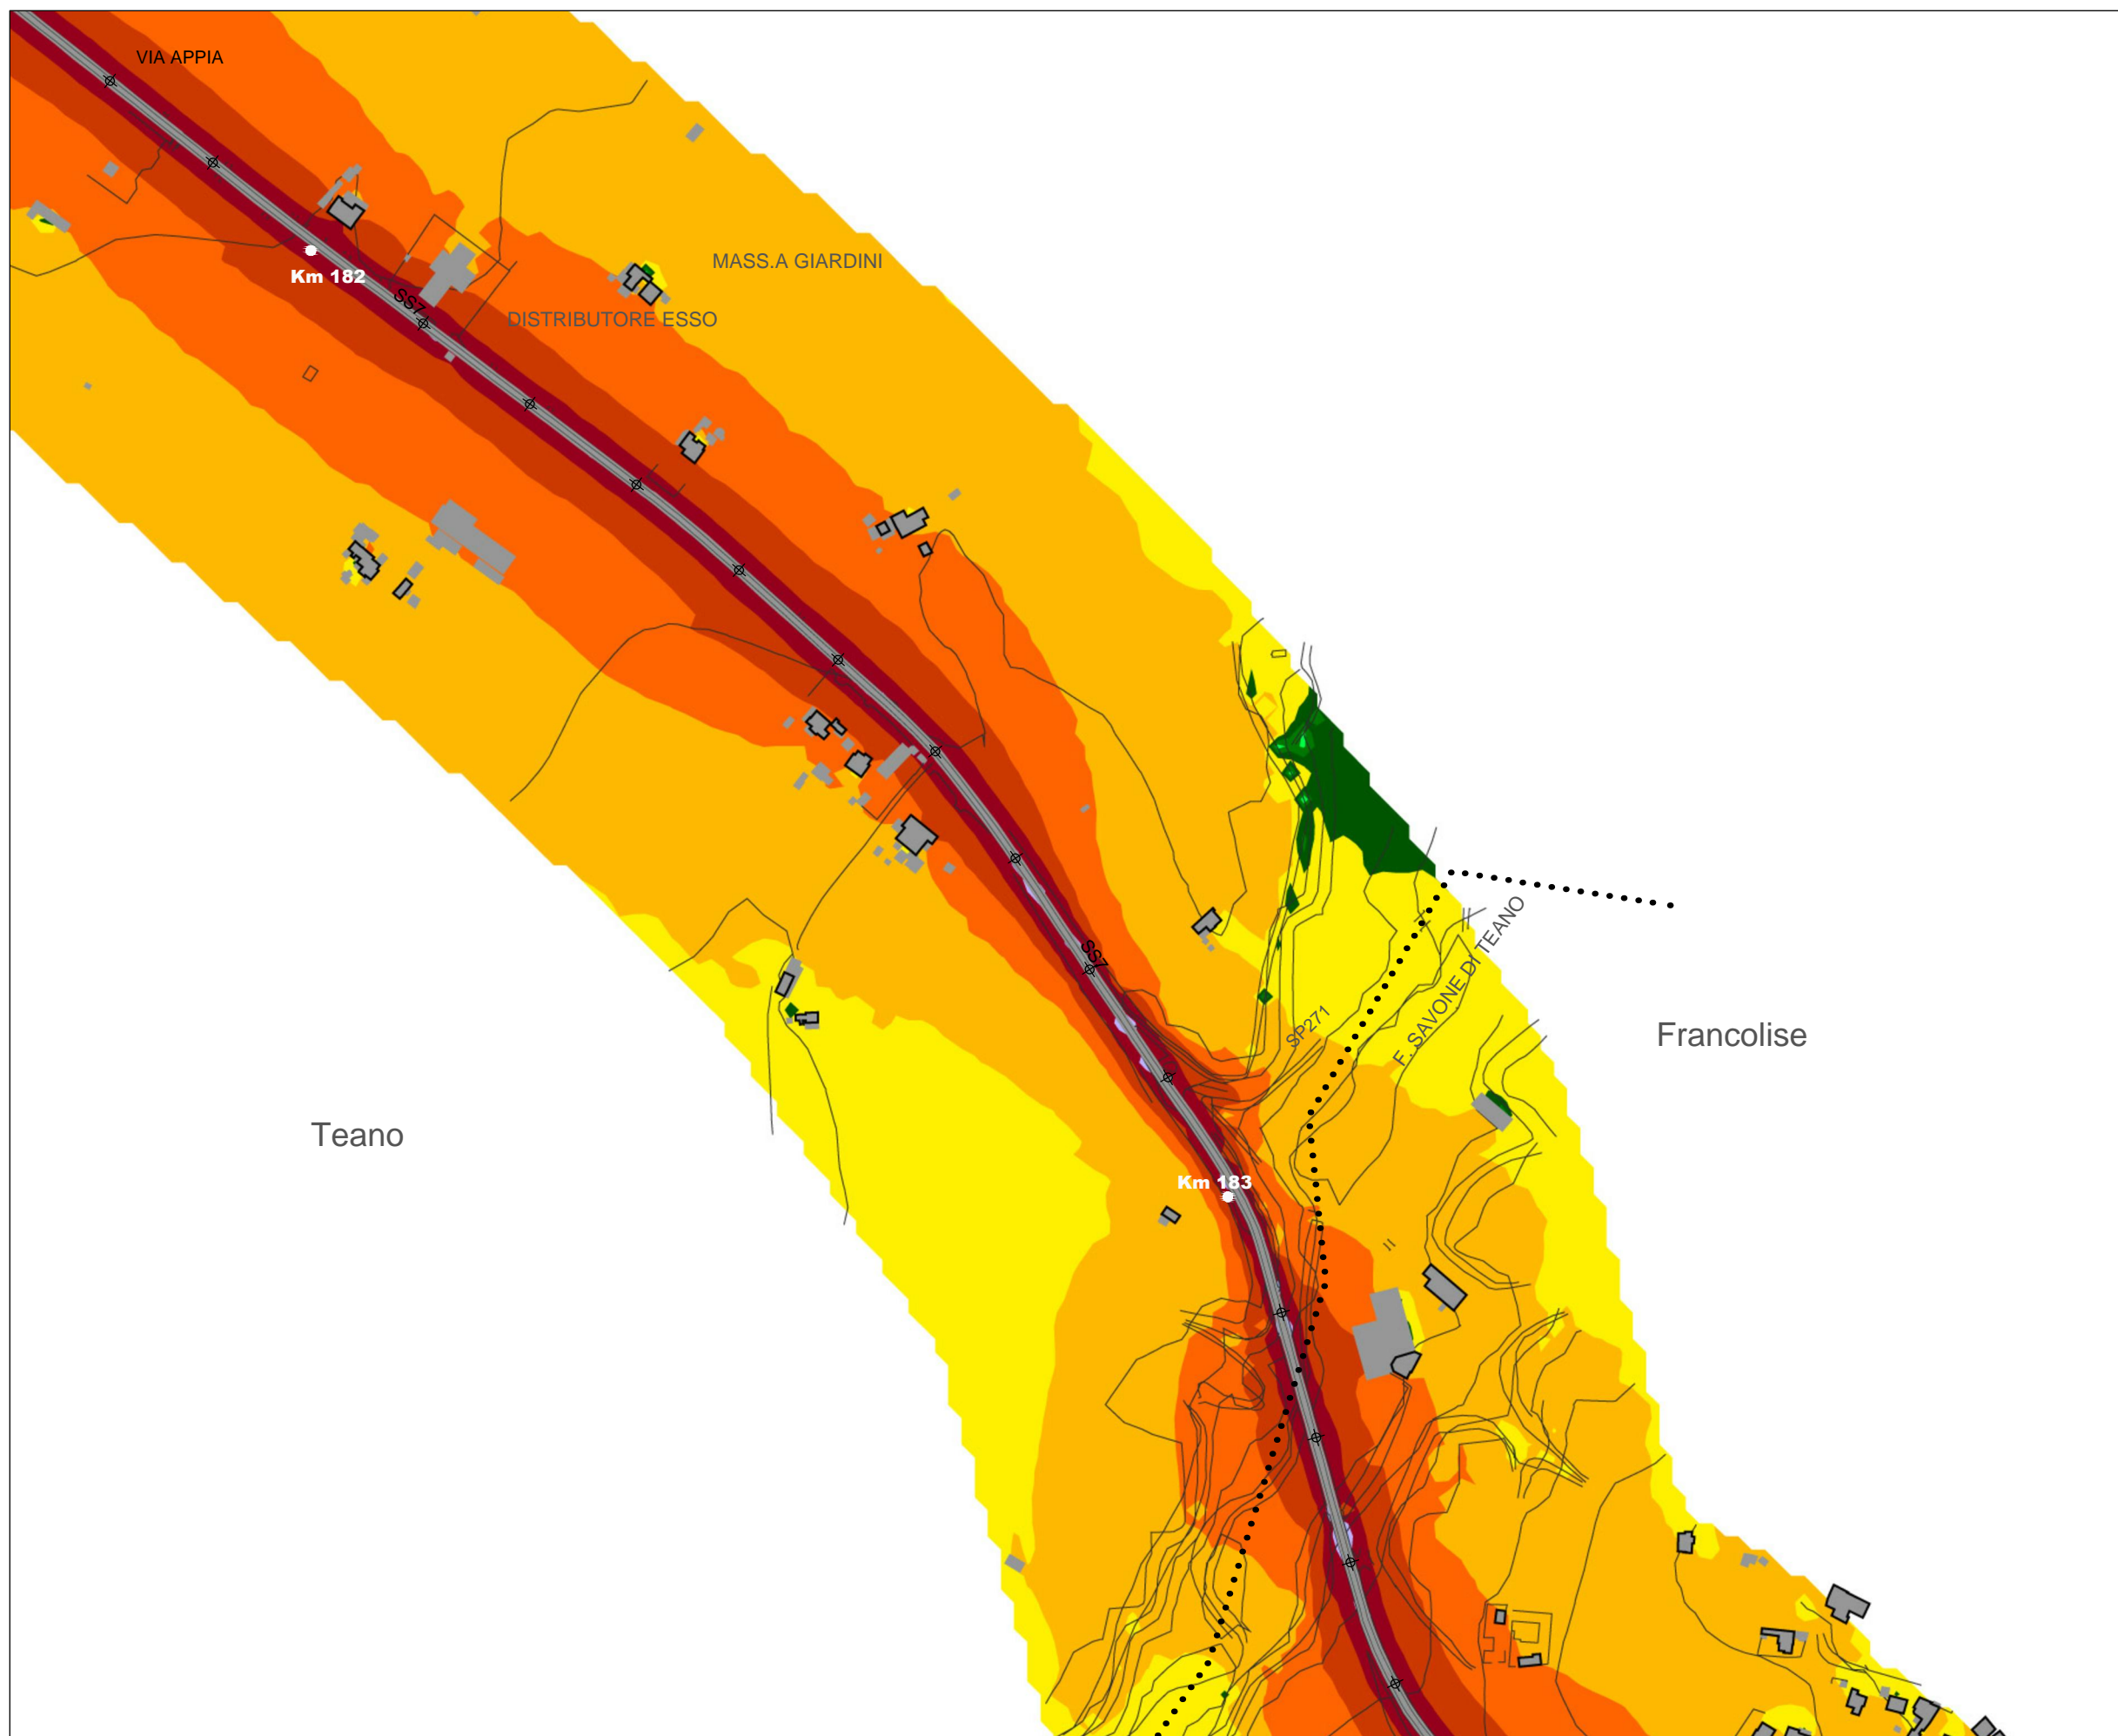 VIA APPIA
MASS.A GIARDINI
Km 182
SS7
DISTRIBUTORE ESSO
F. SAVONE DI TEANO
SS7
SP271
Francolise
Teano
Km 183